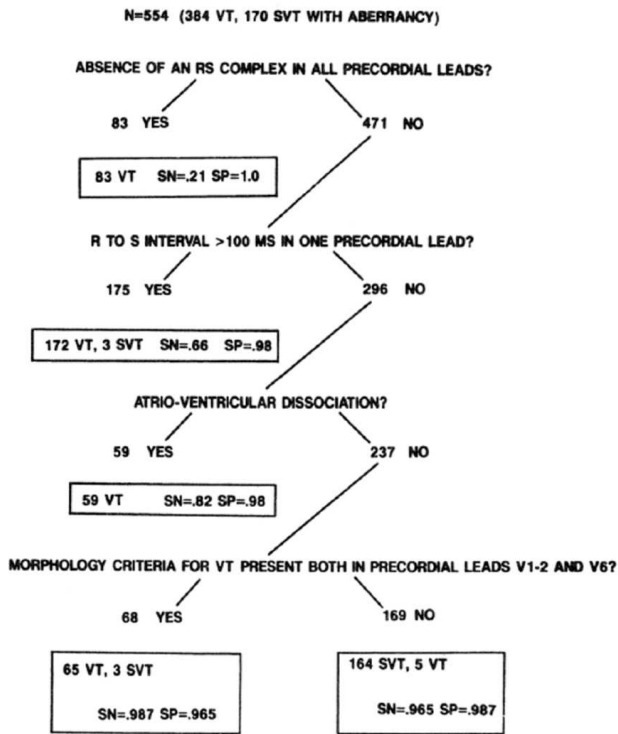 N=554 (384 VT, 170 SVT WITH ABERRANCY)
ABSENCE OF AN RS COMPLEX IN ALL PRECORDIAL LEADS?
83 YES
471 NO
83 VT SN=.21 SP=1.0
R TO S INTERVAL >100 MS IN ONE PRECORDIAL LEAD?
175 YES
296 NO
172 VT, 3 SVT SN=.66 SP=.98
ATRIO-VENTRICULAR DISSOCIATION?
59 YES
237 NO
59 VT SN=.82 SP=.98
MORPHOLOGY CRITERIA FOR VT PRESENT BOTH IN PRECORDIAL LEADS V1-2 AND V6?
68 YES
169 NO
65 VT, 3 SVT
SN=.987 SP=.965
164 SVT, 5 VT
SN=.965 SP=.987